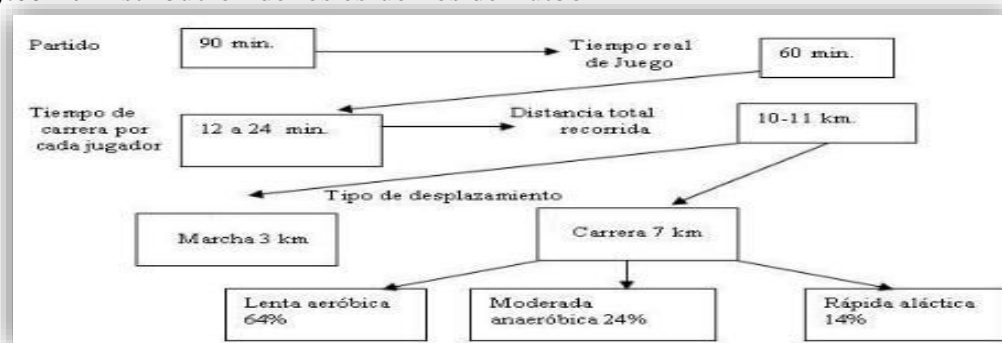 Partido
90 min.
Tiempo real
de Juego
60 min.
Tiempo de
carrera por
cada jugador
12 a 24 min.
Distancia total
recorrida
10-11 km.
Tipo de desplazamiento
Marcha 3 km
Carrera 7 km
Lenta aeróbica
64%
Moderada
anaeróbica 24%
Rápida aláctica
14%